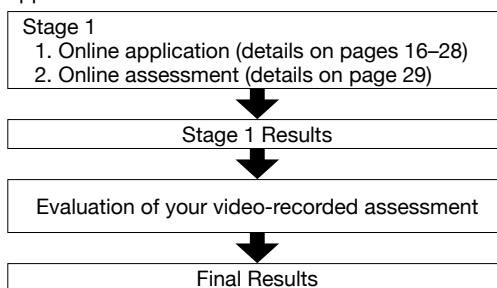 Stage 1
1. Online application (details on pages 16–28)
2. Online assessment (details on page 29)
Stage 1 Results
Evaluation of your video-recorded assessment
Final Results